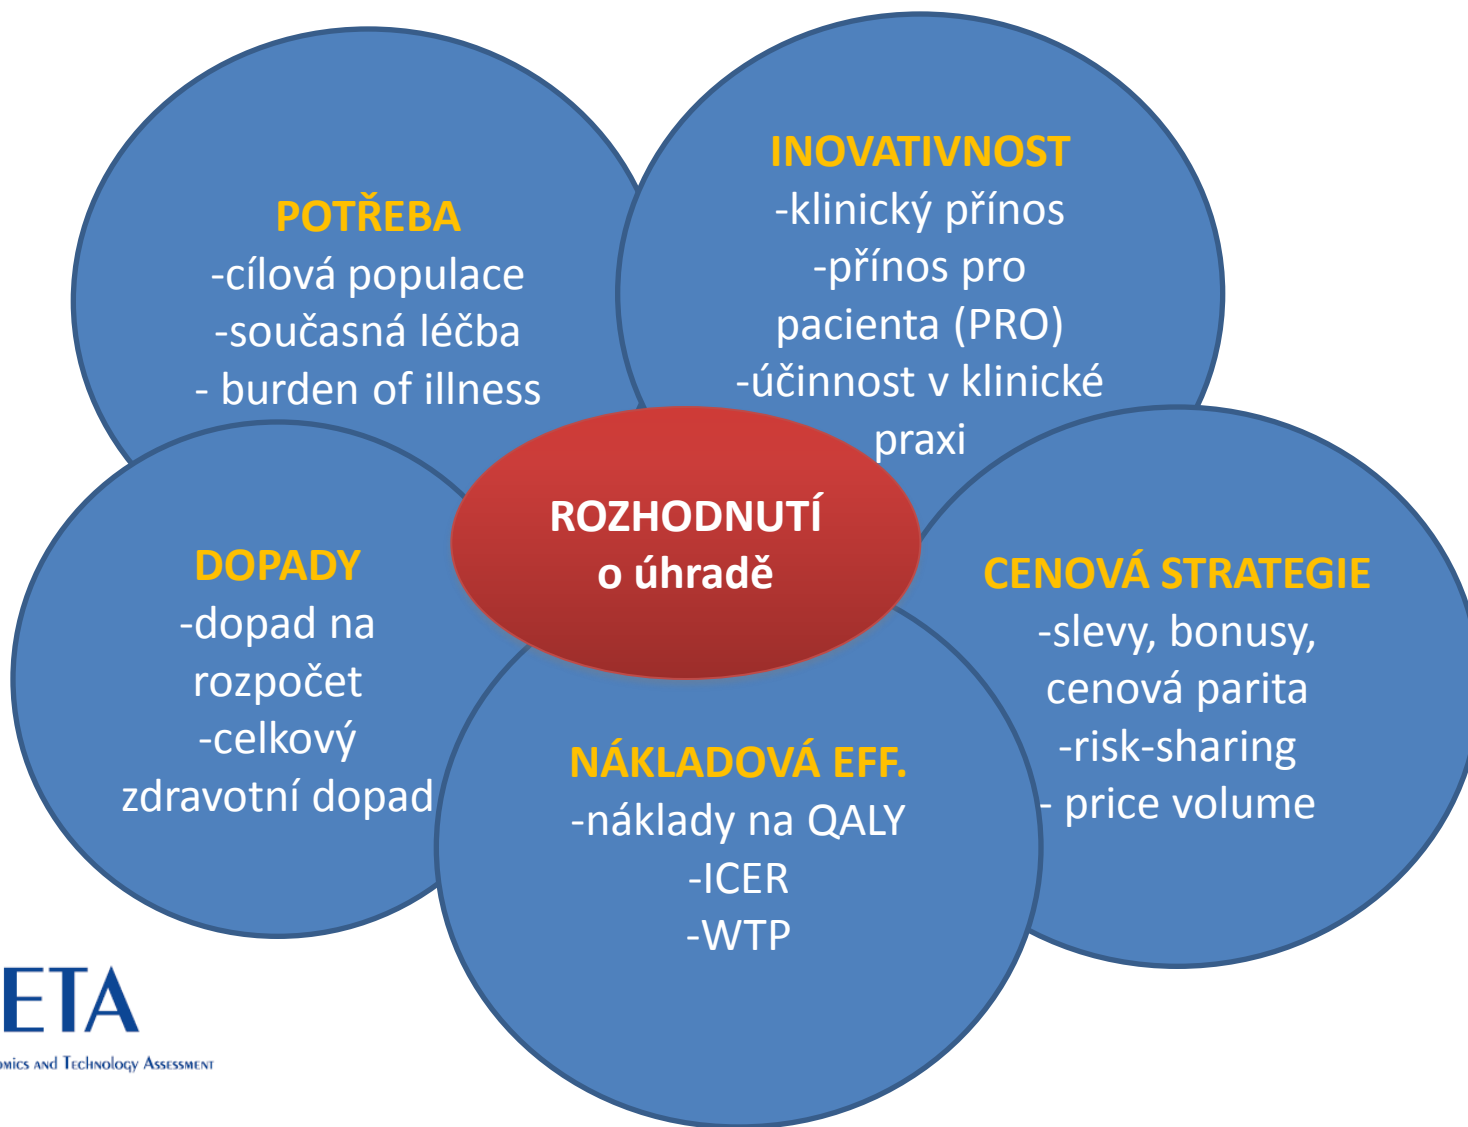 POTŘEBA
-cílová populace
-současná léčba
- burden of illness
INOVATIVNOST
-klinický přínos
-přínos pro
pacienta (PRO)
-účinnost v klinické
praxi
ROZHODNUTÍ
o úhradě
DOPADY
-dopad na
rozpočet
-celkový
zdravotní dopad
CENOVÁ STRATEGIE
-slevy, bonusy,
cenová parita
-risk-sharing
- price volume
NÁKLADOVÁ EFF.
-náklady na QALY
-ICER
-WTP
ETA
omics and Technology Assessment